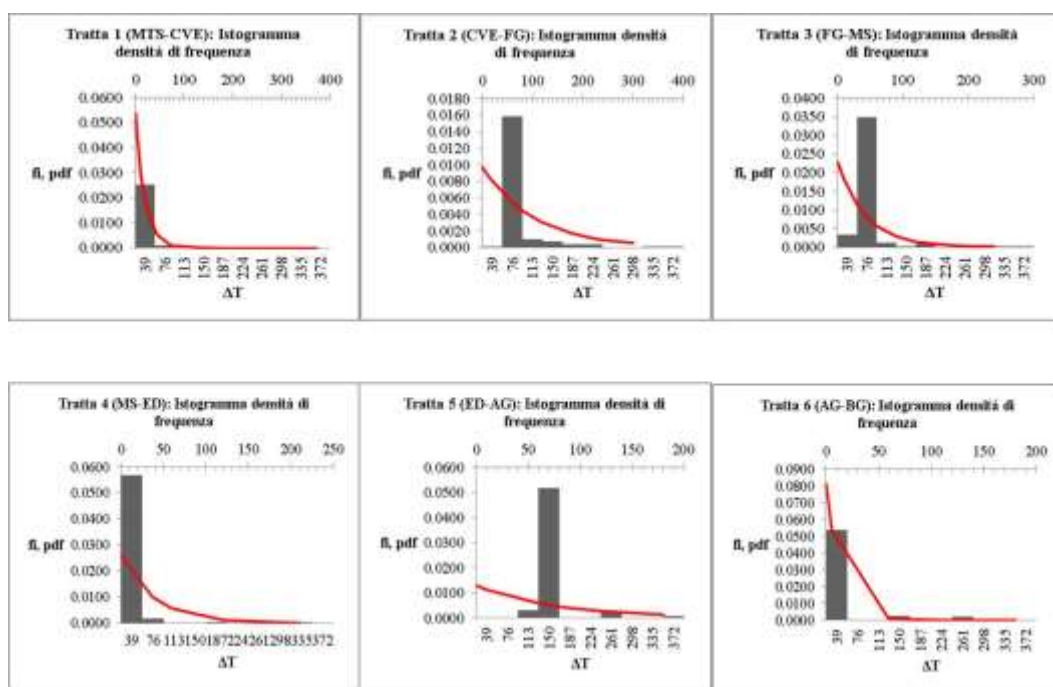 Tratta 1 (MTS-CVE): Istogramma
densità di frequenza
0 100 200 300 400
0.0600
0.0500
0.0400
fi, pdf 0.0300
0.0200
0.0100
0.0000
39 76 113 150 187 224 261 298 335 372
ΔT
Tratta 2 (CVE-FG): Istogramma densità
di frequenza
0 100 200 300 400
0.0180
0.0160
0.0140
0.0120
fi, pdf 0.0100
0.0080
0.0060
0.0040
0.0020
0.0000
39 76 113 150 187 224 261 298 335 372
ΔT
Tratta 3 (FG-MS): Istogramma densità
di frequenza
0 100 200 300
0.0400
0.0350
0.0300
0.0250
fi, pdf 0.0200
0.0150
0.0100
0.0050
0.0000
39 76 113 150 187 224 261 298 335 372
ΔT
Tratta 4 (MS-ED): Istogramma densità di
frequenza
0 50 100 150 200 250
0.0600
0.0500
0.0400
fi, pdf 0.0300
0.0200
0.0100
0.0000
39 76 113150187224261298335372
ΔT
Tratta 5 (ED-AG): Istogramma densità di
frequenza
0 50 100 150 200
0.0600
0.0500
0.0400
fi, pdf 0.0300
0.0200
0.0100
0.0000
39 76 113 150 187 224 261 298 335 372
ΔT
Tratta 6 (AG-BG): Istogramma densità di
frequenza
0 50 100 150 200
0.0900
0.0800
0.0700
0.0600
0.0500
fi, pdf 0.0400
0.0300
0.0200
0.0100
0.0000
39 76 113 150 187 224 261 298 335 372
ΔT